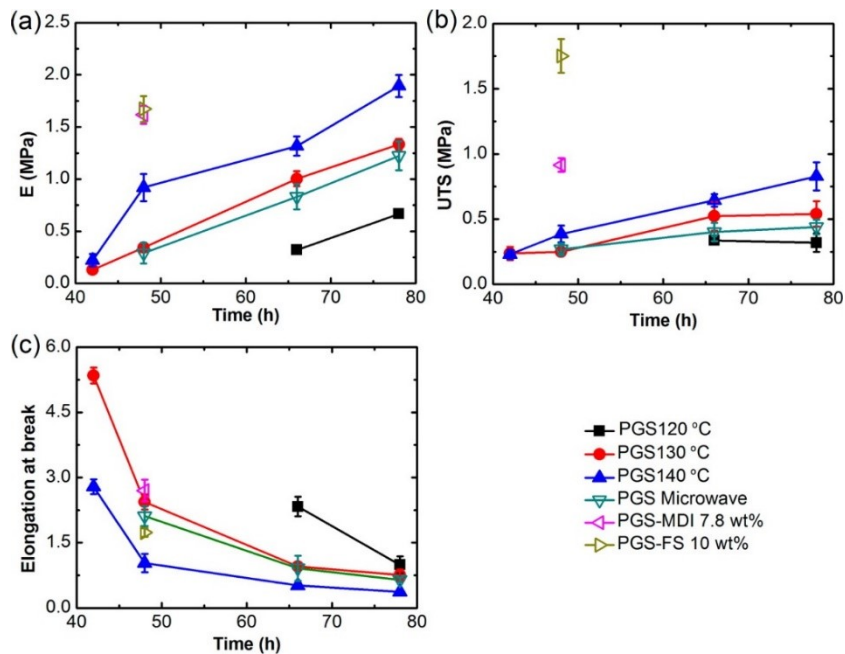 (a)
2.5
2.0
1.5
1.0
0.5
0.0
E (MPa)
40 50 60 70 80
Time (h)
(b)
2.0
1.5
1.0
0.5
0.0
UTS (MPa)
40 50 60 70 80
Time (h)
(c)
6.0
4.5
3.0
1.5
0.0
Elongation at break
40 50 60 70 80
Time (h)
PGS120 °C
PGS130 °C
PGS140 °C
PGS Microwave
PGS-MDI 7.8 wt%
PGS-FS 10 wt%